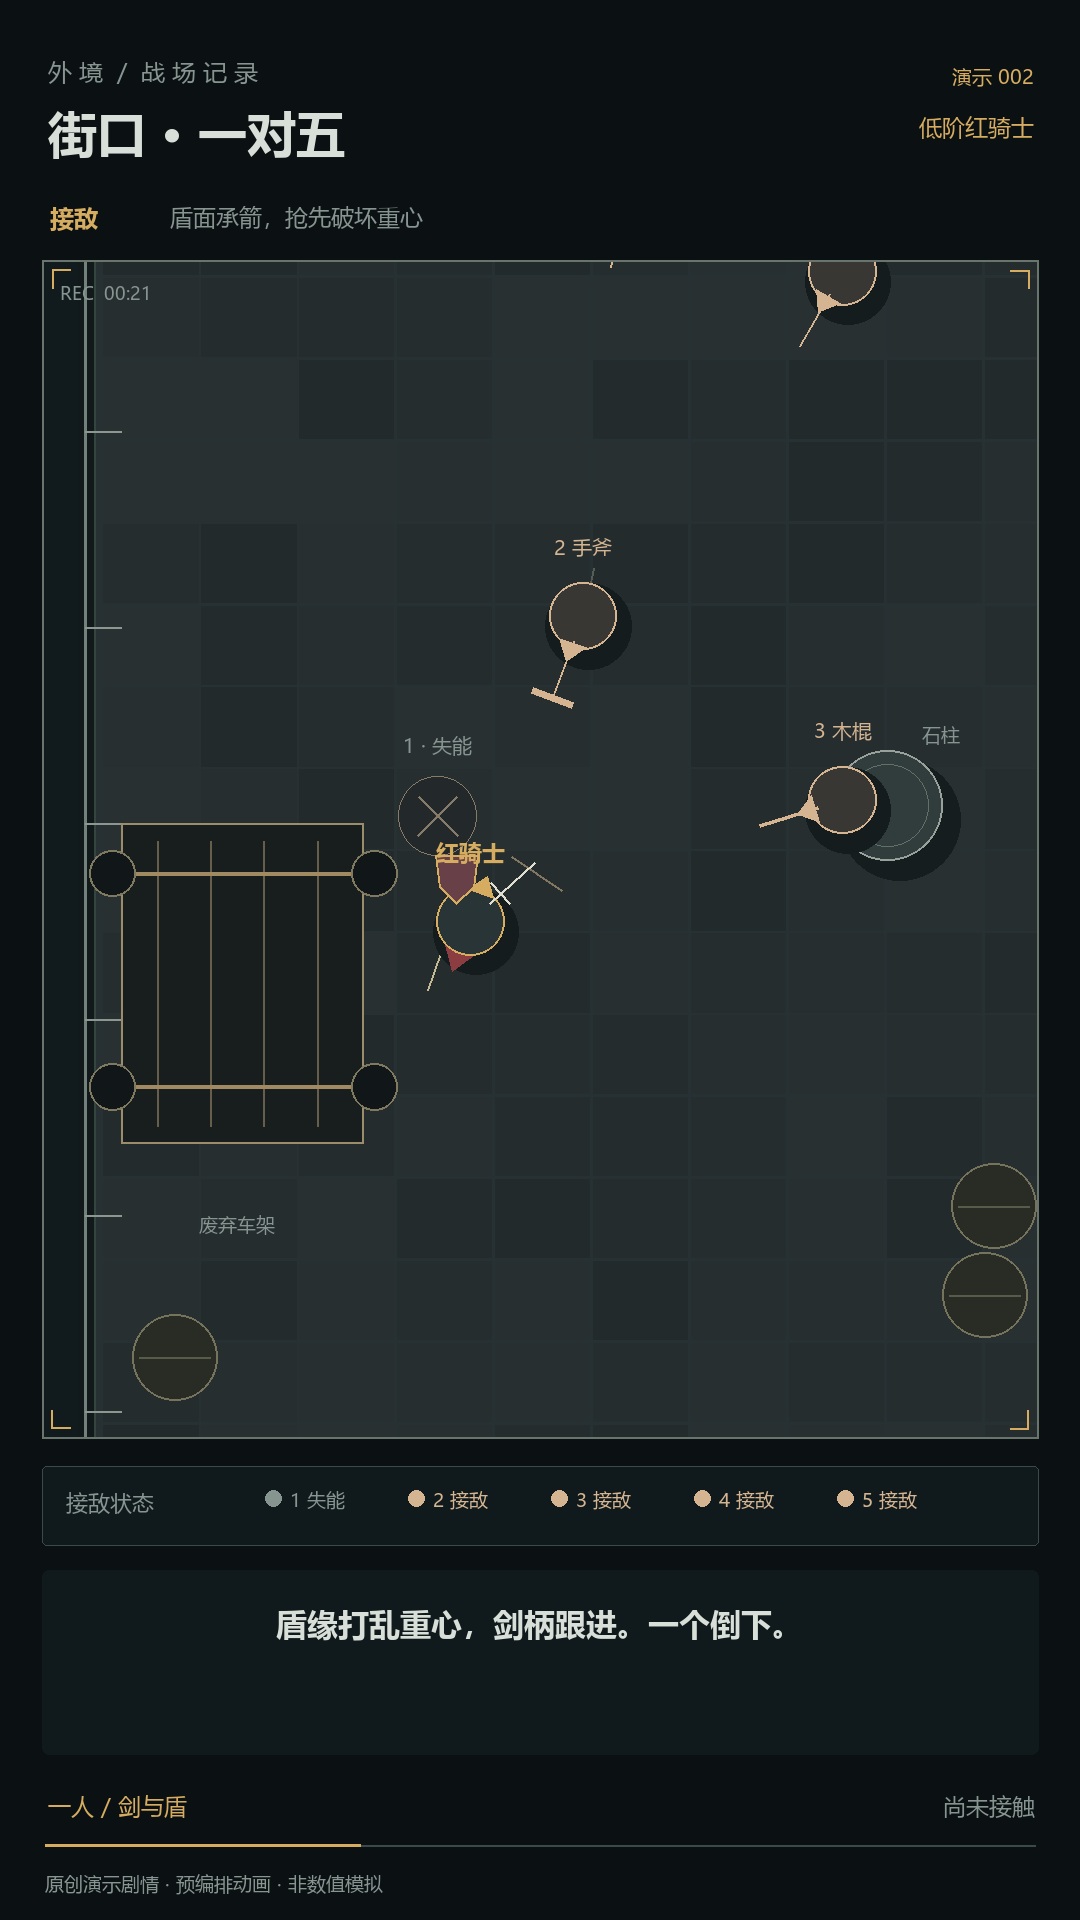 外境 / 战场记录
演示 002
街口·一对五
低阶红骑士
接敌 盾面承箭，抢先破坏重心
REC 00:21
2 手斧
3 木棍
石柱
1 · 失能
红骑士
废弃车架
接敌状态 1 失能 2 接敌 3 接敌 4 接敌 5 接敌
盾缘打乱重心，剑柄跟进。一个倒下。
一人 / 剑与盾
尚未接触
原创演示剧情 · 预编排动画 · 非数值模拟